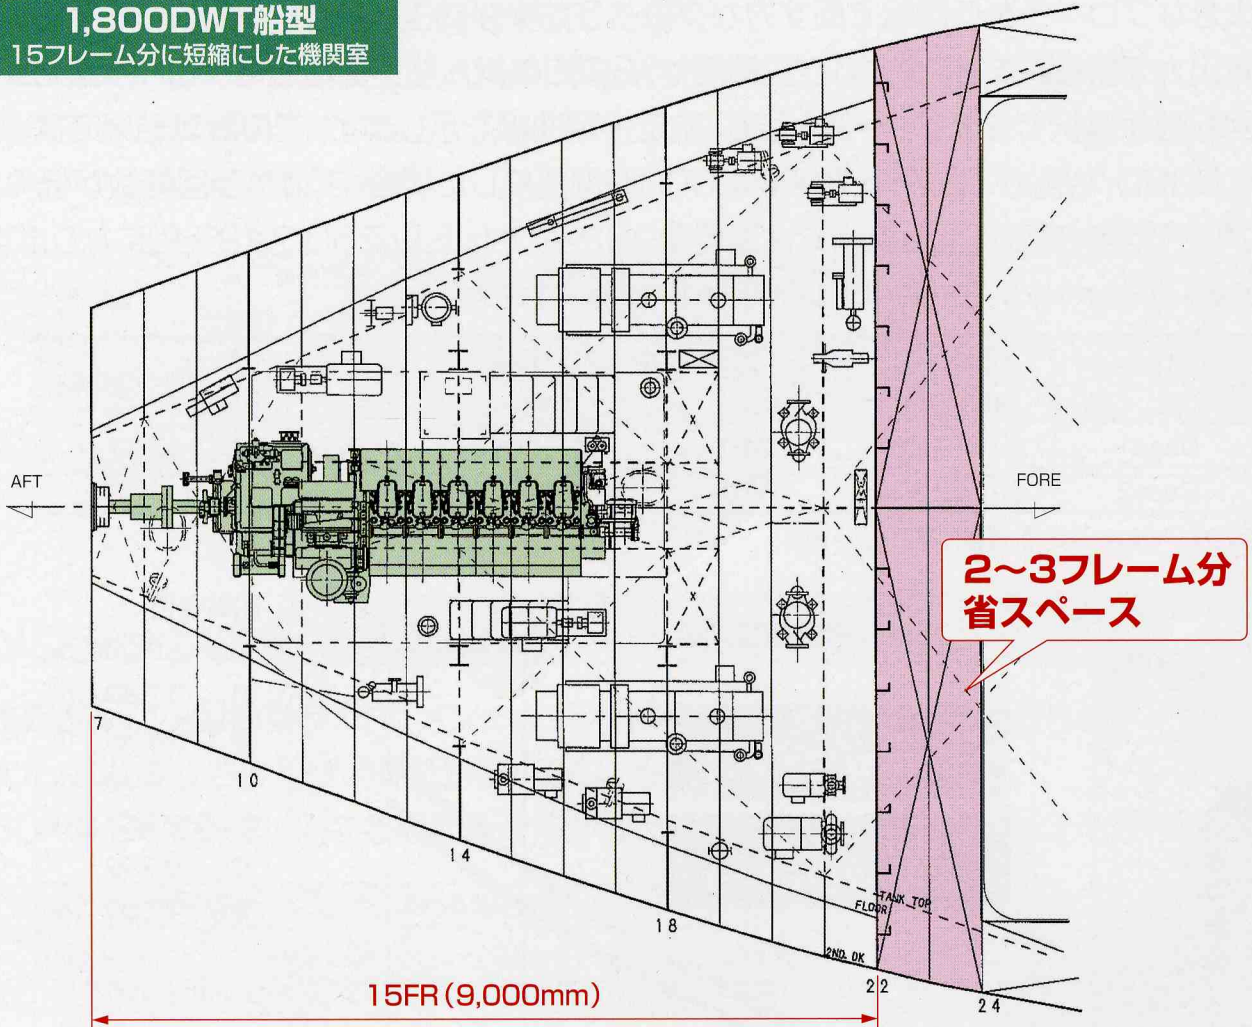 1,800DWT船型
15フレーム分に短縮にした機関室
AFT
FORE
2～3フレーム分
省スペース
7
10
14
18
TANK TOP
FLOOR
2ND. DK
22
24
15FR(9,000mm)